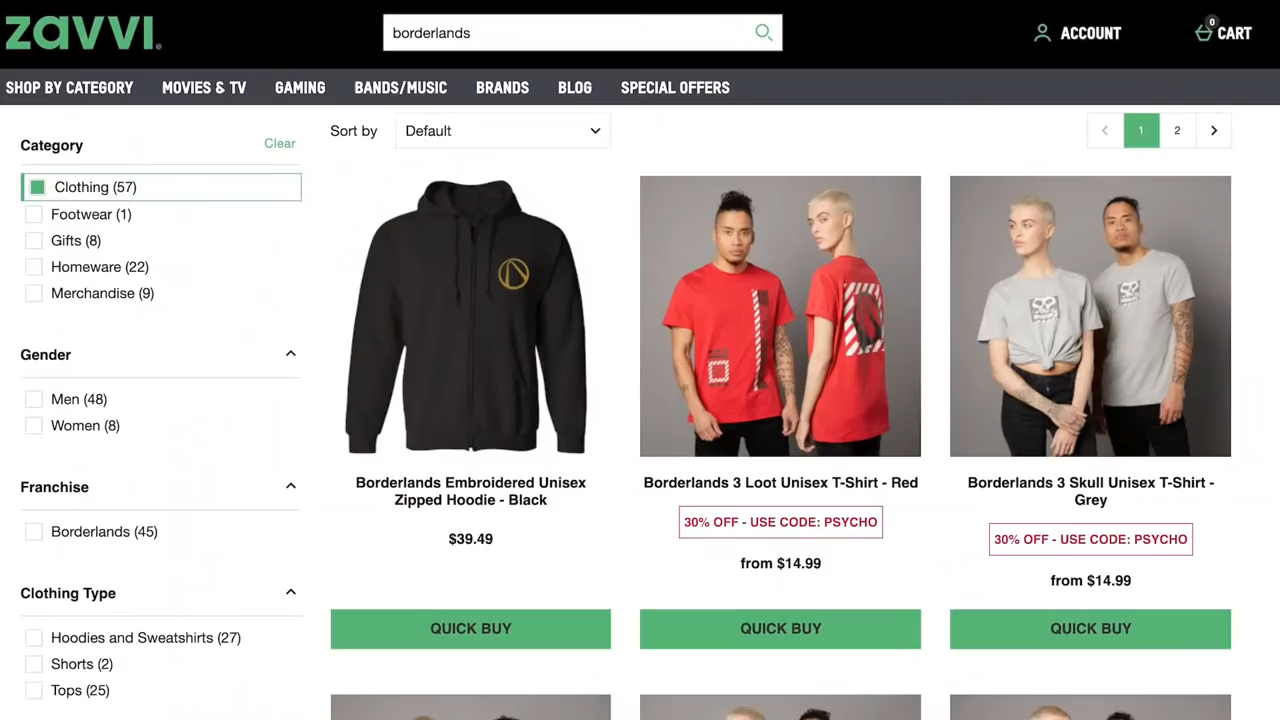 zavvi
borderlands
ACCOUNT
0
CART
SHOP BY CATEGORY
MOVIES & TV
GAMING
BANDS/MUSIC
BRANDS
BLOG
SPECIAL OFFERS
Category
Clear
Clothing (57)
Footwear (1)
Gifts (8)
Homeware (22)
Merchandise (9)
Gender
Men (48)
Women (8)
Franchise
Borderlands (45)
Clothing Type
Hoodies and Sweatshirts (27)
Shorts (2)
Tops (25)
Sort by
Default
1
2
Borderlands Embroidered Unisex
Zipped Hoodie - Black
$39.49
QUICK BUY
Borderlands 3 Loot Unisex T-Shirt - Red
30% OFF - USE CODE: PSYCHO
from $14.99
QUICK BUY
Borderlands 3 Skull Unisex T-Shirt -
Grey
30% OFF - USE CODE: PSYCHO
from $14.99
QUICK BUY